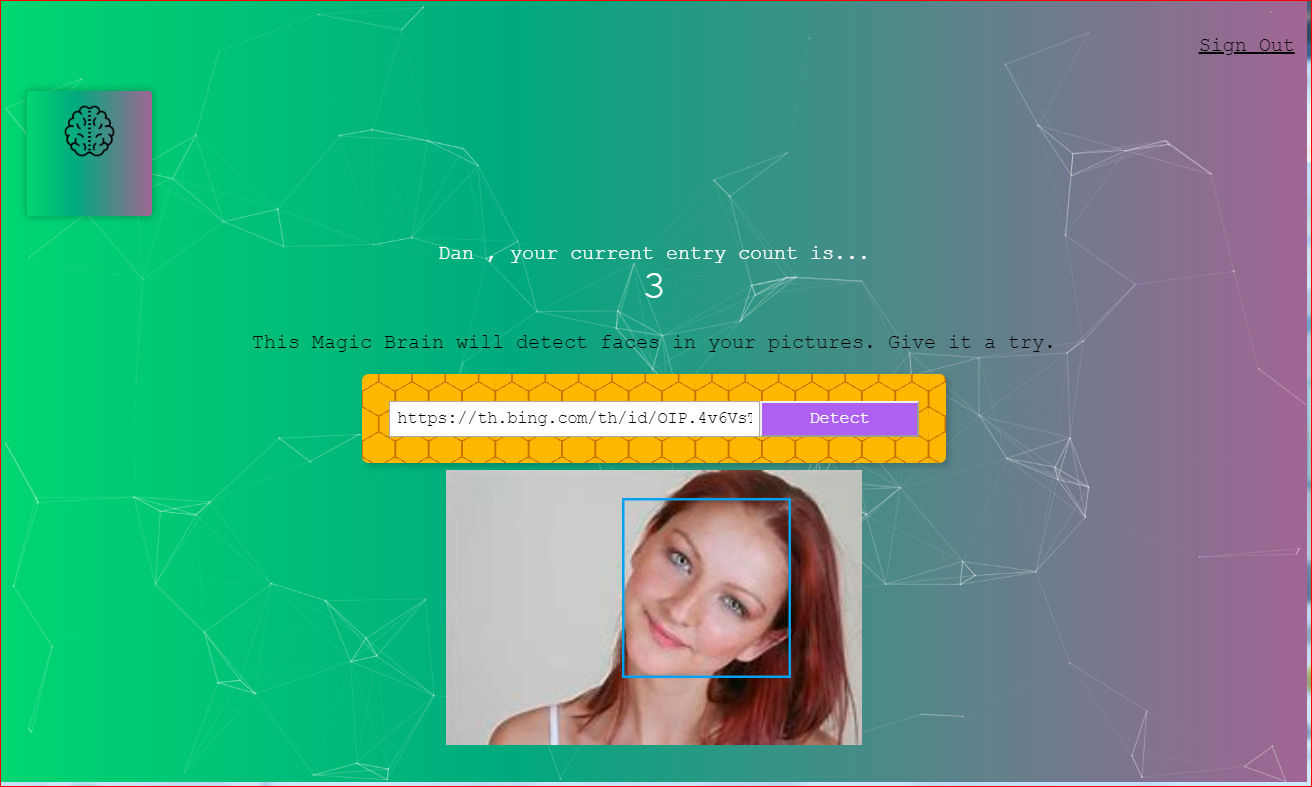 Sign Out
Dan , your current entry count is...
3
This Magic Brain will detect faces in your pictures. Give it a try.
https://th.bing.com/th/id/OIP.4v6Vs Detect